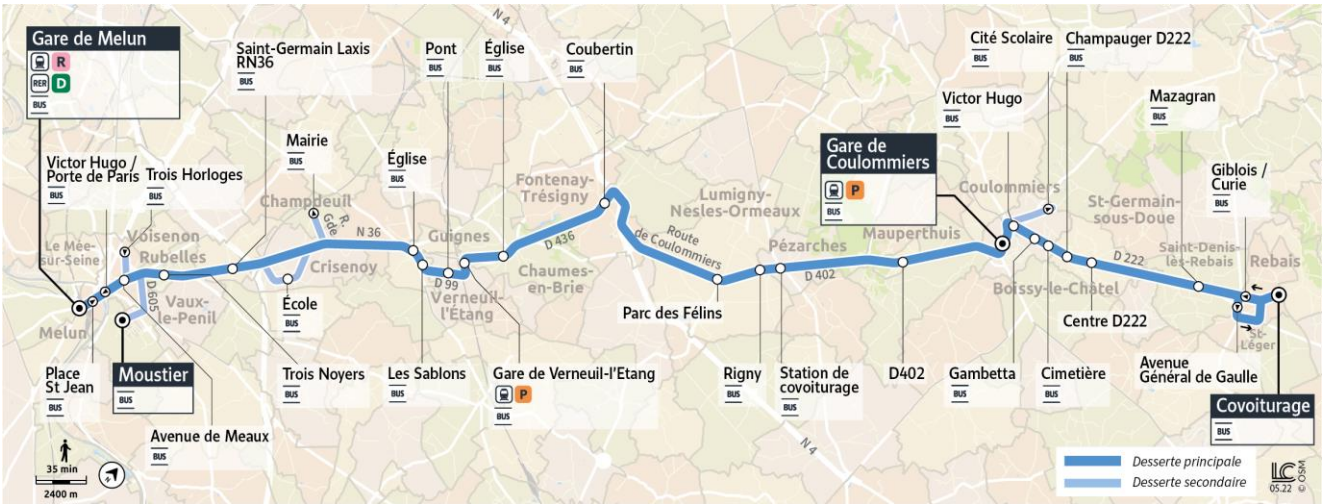 Gare de Melun
R
RER D
BUS
Victor Hugo /
Porte de Paris
BUS
Trois Horloges
BUS
Saint-Germain Laxis
RN36
BUS
Mairie
BUS
Église
BUS
Pont
BUS
Église
BUS
Coubertin
BUS
Gare de
Coulommiers
P
BUS
Victor Hugo
BUS
Cité Scolaire
BUS
Champauger D222
BUS
Mazagran
BUS
Giblois /
Curie
BUS
N 4
Le Mée-
sur-Seine
Voisenon
Rubelles
Champdeuil
R.
Gde
N 36
Crisenoy
D 605
Vaux-
le-Penil
Melun
Guignes
D 99
Verneuil-
l'Étang
Fontenay-
Trésigny
D 436
Chaumes-
en-Brie
Route
de Coulommiers
Lumigny-
Nesles-Ormeaux
Pézarches
D 402
Mauperthuis
Coulommiers
Boissy-le-Châtel
St-Germain-
sous-Doue
D 222
Saint-Denis-
lès-Rebais
Rebais
St-
Léger
N 4
Place
St Jean
BUS
Moustier
BUS
Avenue de Meaux
BUS
École
BUS
Trois Noyers
BUS
Les Sablons
BUS
Gare de Verneuil-l'Etang
P
BUS
Parc des Félins
Rigny
BUS
Station de
covoiturage
BUS
D402
Gambetta
BUS
Cimetière
BUS
Centre D222
Avenue
Général de Gaulle
BUS
Covoiturage
BUS
35 min
2400 m
Desserte principale
Desserte secondaire
LC
05.22
© OSM